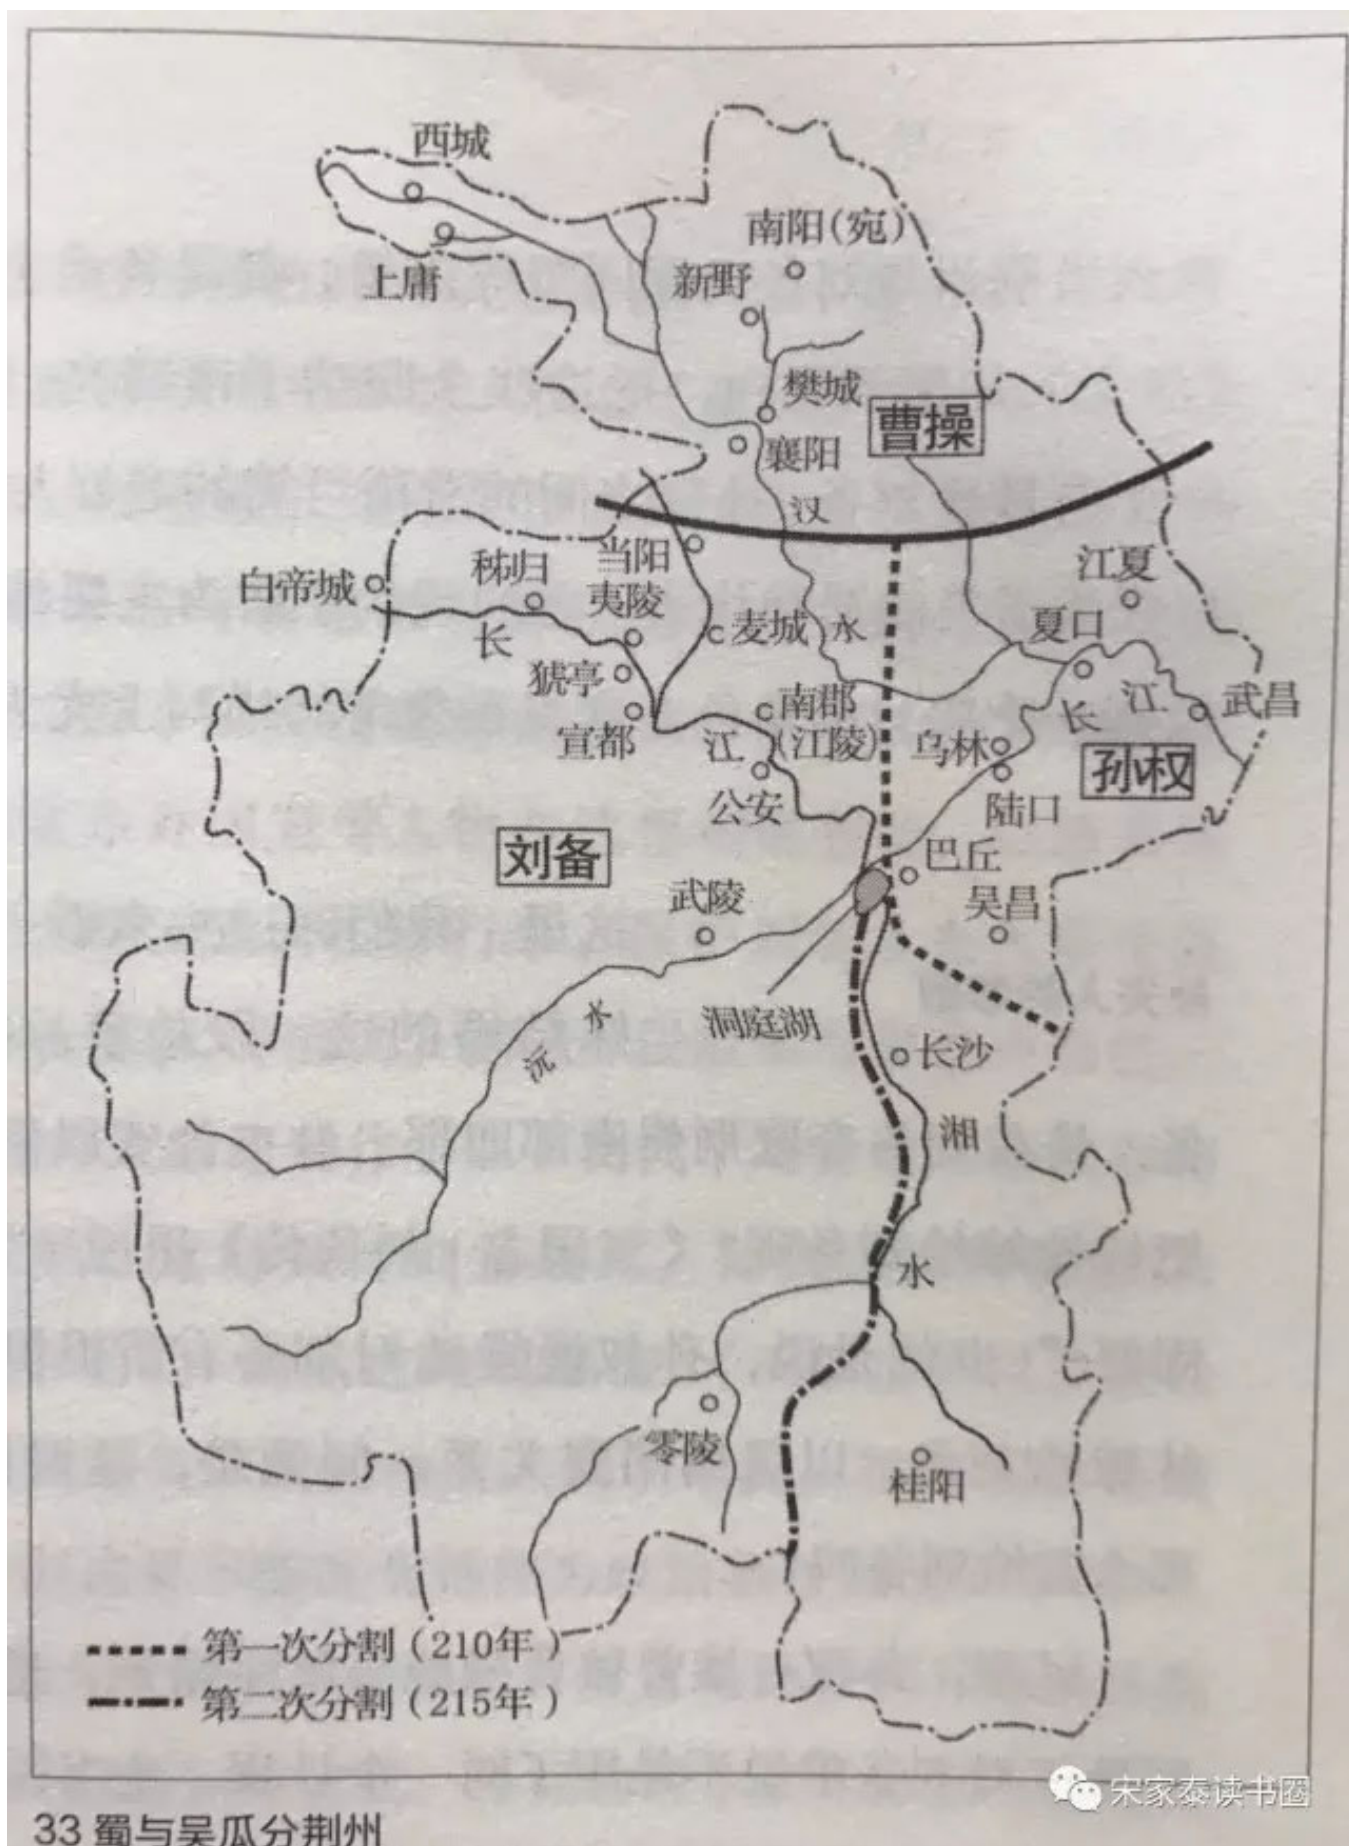 西城
上庸
南阳(宛)
新野
樊城
曹操
襄阳
汉
当阳
江夏
秭归
白帝城
夷陵
麦城
水
夏口
长
猇亭
南郡
(江陵)
长
江
武昌
宣都
江
乌林
孙权
公安
陆口
刘备
巴丘
武陵
吴昌
洞庭湖
水
沅
长沙
湘
水
零陵
桂阳
第一次分割(210年)
第二次分割(215年)
宋家泰读书圈
33 蜀与吴瓜分荆州